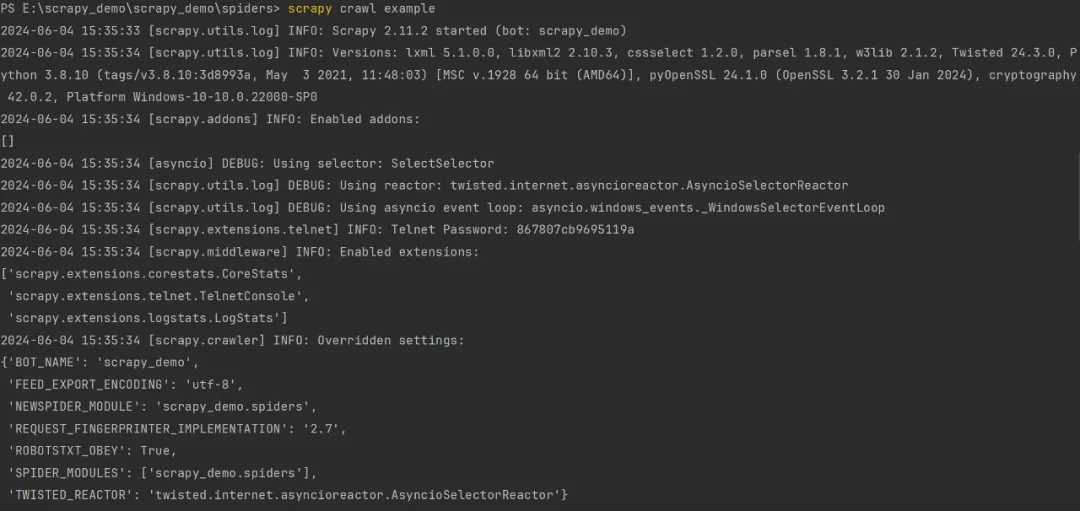 PS E:\scrapy_demo\scrapy_demo\spiders> scrapy crawl example
2024-06-04 15:35:33 [scrapy.utils.log] INFO: Scrapy 2.11.2 started (bot: scrapy_demo)
2024-06-04 15:35:34 [scrapy.utils.log] INFO: Versions: lxml 5.1.0.0, libxml2 2.10.3, cssselect 1.2.0, parsel 1.8.1, w3lib 2.1.2, Twisted 24.3.0, P
ython 3.8.10 (tags/v3.8.10:3d8993a, May  3 2021, 11:48:03) [MSC v.1928 64 bit (AMD64)], pyOpenSSL 24.1.0 (OpenSSL 3.2.1 30 Jan 2024), cryptography
 42.0.2, Platform Windows-10-10.0.22000-SP0
2024-06-04 15:35:34 [scrapy.addons] INFO: Enabled addons:
[]
2024-06-04 15:35:34 [asyncio] DEBUG: Using selector: SelectSelector
2024-06-04 15:35:34 [scrapy.utils.log] DEBUG: Using reactor: twisted.internet.asyncioreactor.AsyncioSelectorReactor
2024-06-04 15:35:34 [scrapy.utils.log] DEBUG: Using asyncio event loop: asyncio.windows_events._WindowsSelectorEventLoop
2024-06-04 15:35:34 [scrapy.extensions.telnet] INFO: Telnet Password: 867807cb9695119a
2024-06-04 15:35:34 [scrapy.middleware] INFO: Enabled extensions:
['scrapy.extensions.corestats.CoreStats',
 'scrapy.extensions.telnet.TelnetConsole',
 'scrapy.extensions.logstats.LogStats']
2024-06-04 15:35:34 [scrapy.crawler] INFO: Overridden settings:
{'BOT_NAME': 'scrapy_demo',
 'FEED_EXPORT_ENCODING': 'utf-8',
 'NEWSPIDER_MODULE': 'scrapy_demo.spiders',
 'REQUEST_FINGERPRINTER_IMPLEMENTATION': '2.7',
 'ROBOTSTXT_OBEY': True,
 'SPIDER_MODULES': ['scrapy_demo.spiders'],
 'TWISTED_REACTOR': 'twisted.internet.asyncioreactor.AsyncioSelectorReactor'}